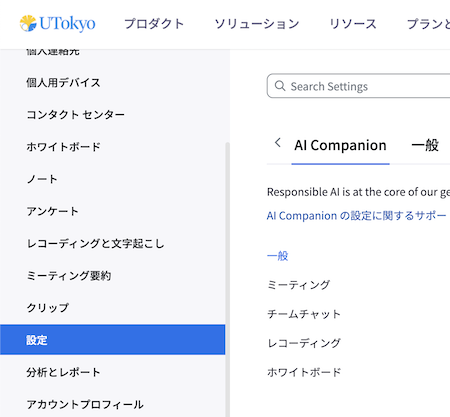 UTokyo プロダクト ソリューション リソース プランと
個人連絡先
個人用デバイス
コンタクト センター
ホワイトボード
ノート
アンケート
レコーディングと文字起こし
ミーティング要約
クリップ
設定
分析とレポート
アカウントプロフィール
Search Settings
AI Companion 一般
Responsible AI is at the core of our ge
AI Companion の設定に関するサポー
一般
ミーティング
チームチャット
レコーディング
ホワイトボード